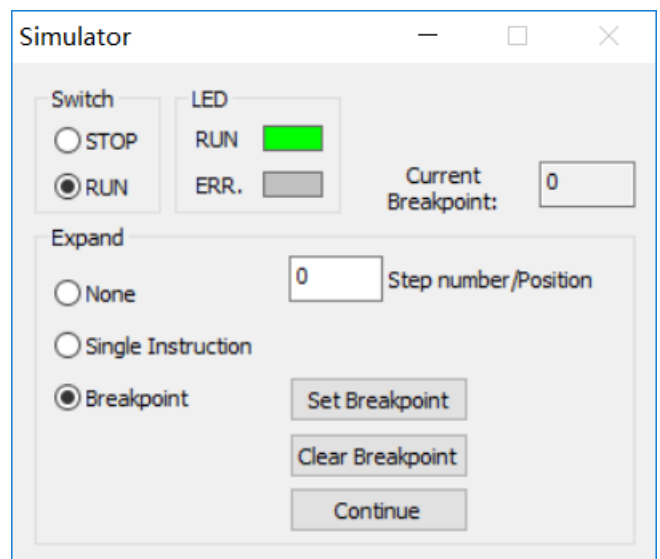 Simulator
Switch
LED
STOP
RUN
RUN
ERR.
Current
Breakpoint:
0
Expand
None
0
Step number/Position
Single Instruction
Breakpoint
Set Breakpoint
Clear Breakpoint
Continue